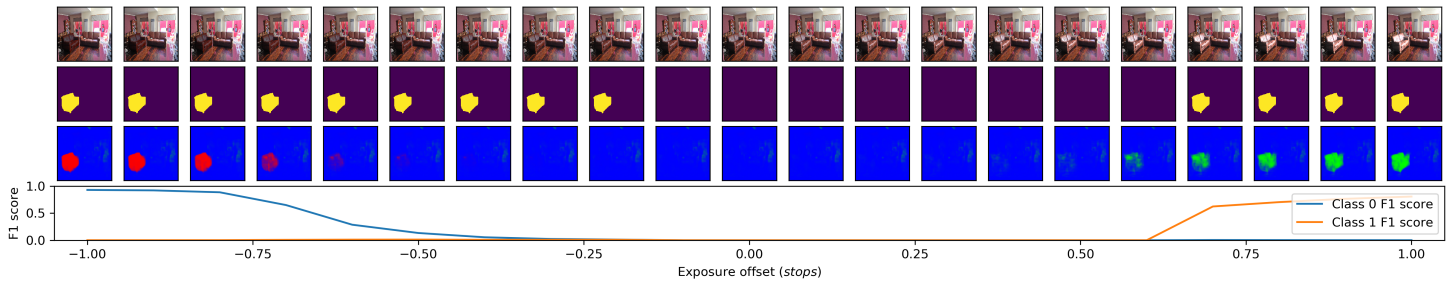 1.0
0.5
0.0
F1 score
Class 0 F1 score
Class 1 F1 score
−1.00 −0.75 −0.50 −0.25 0.00 0.25 0.50 0.75 1.00
Exposure offset (stops)